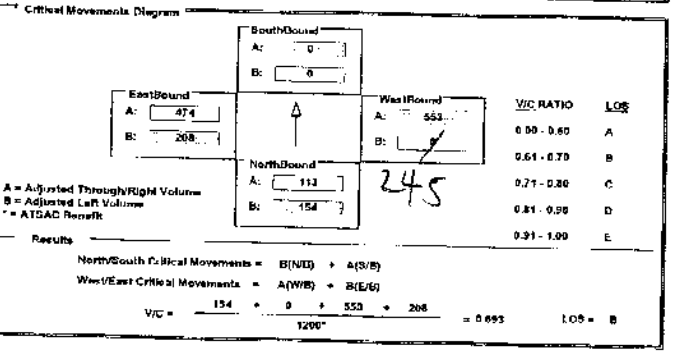 * Critical Movements Diagram
SouthBound
A: 0
B: 0
EastBound
A: 474
B: 208
WestBound
A: 553
B:
245
NorthBound
A: 113
B: 154
V/C RATIO LOS
0.00 - 0.60 A
0.61 - 0.70 B
0.71 - 0.80 C
0.81 - 0.90 D
0.91 - 1.00 E
A = Adjusted Through/Right Volume
B = Adjusted Left Volume
* = ATSAC Benefit
Results
North/South Critical Movements = B(N/B) + A(S/B)
West/East Critical Movements = A(W/B) + B(E/B)
V/C = 154 + 0 + 553 + 208 = 0.693 LOS = B
1200*